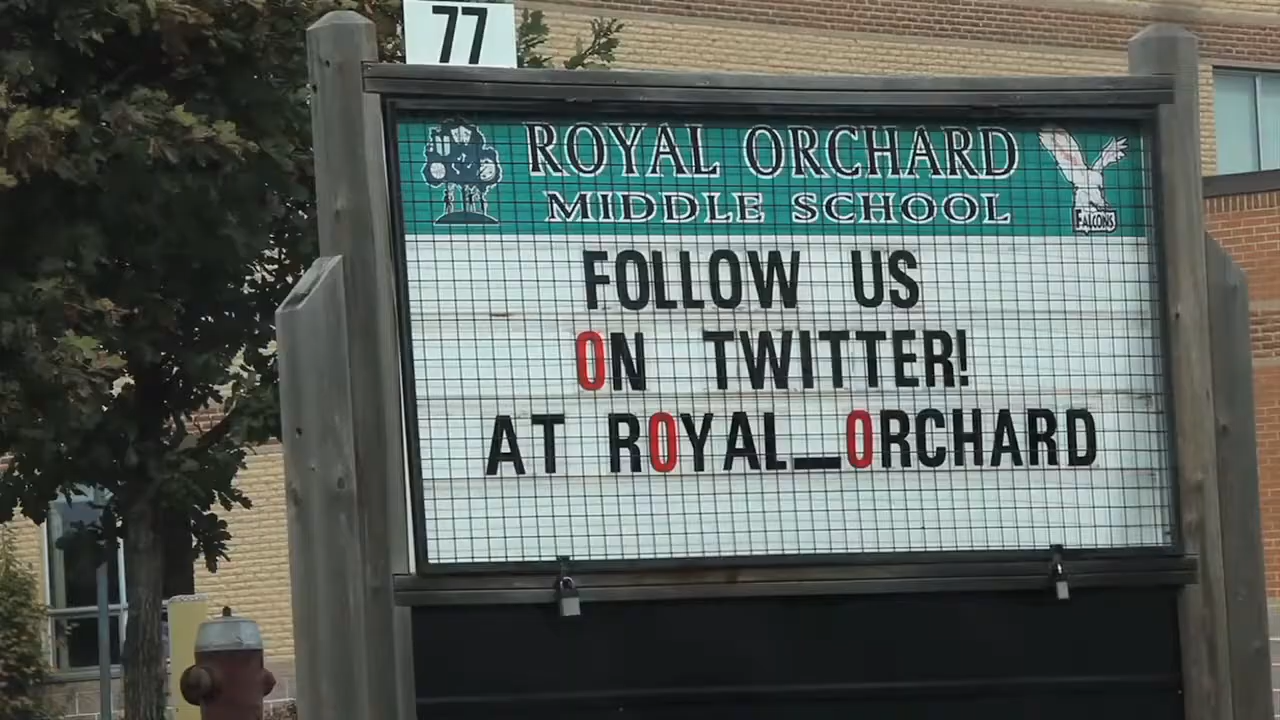 77
ROYAL ORCHARD
MIDDLE SCHOOL
FALCONS
FOLLOW US
ON TWITTER!
AT ROYAL_ORCHARD